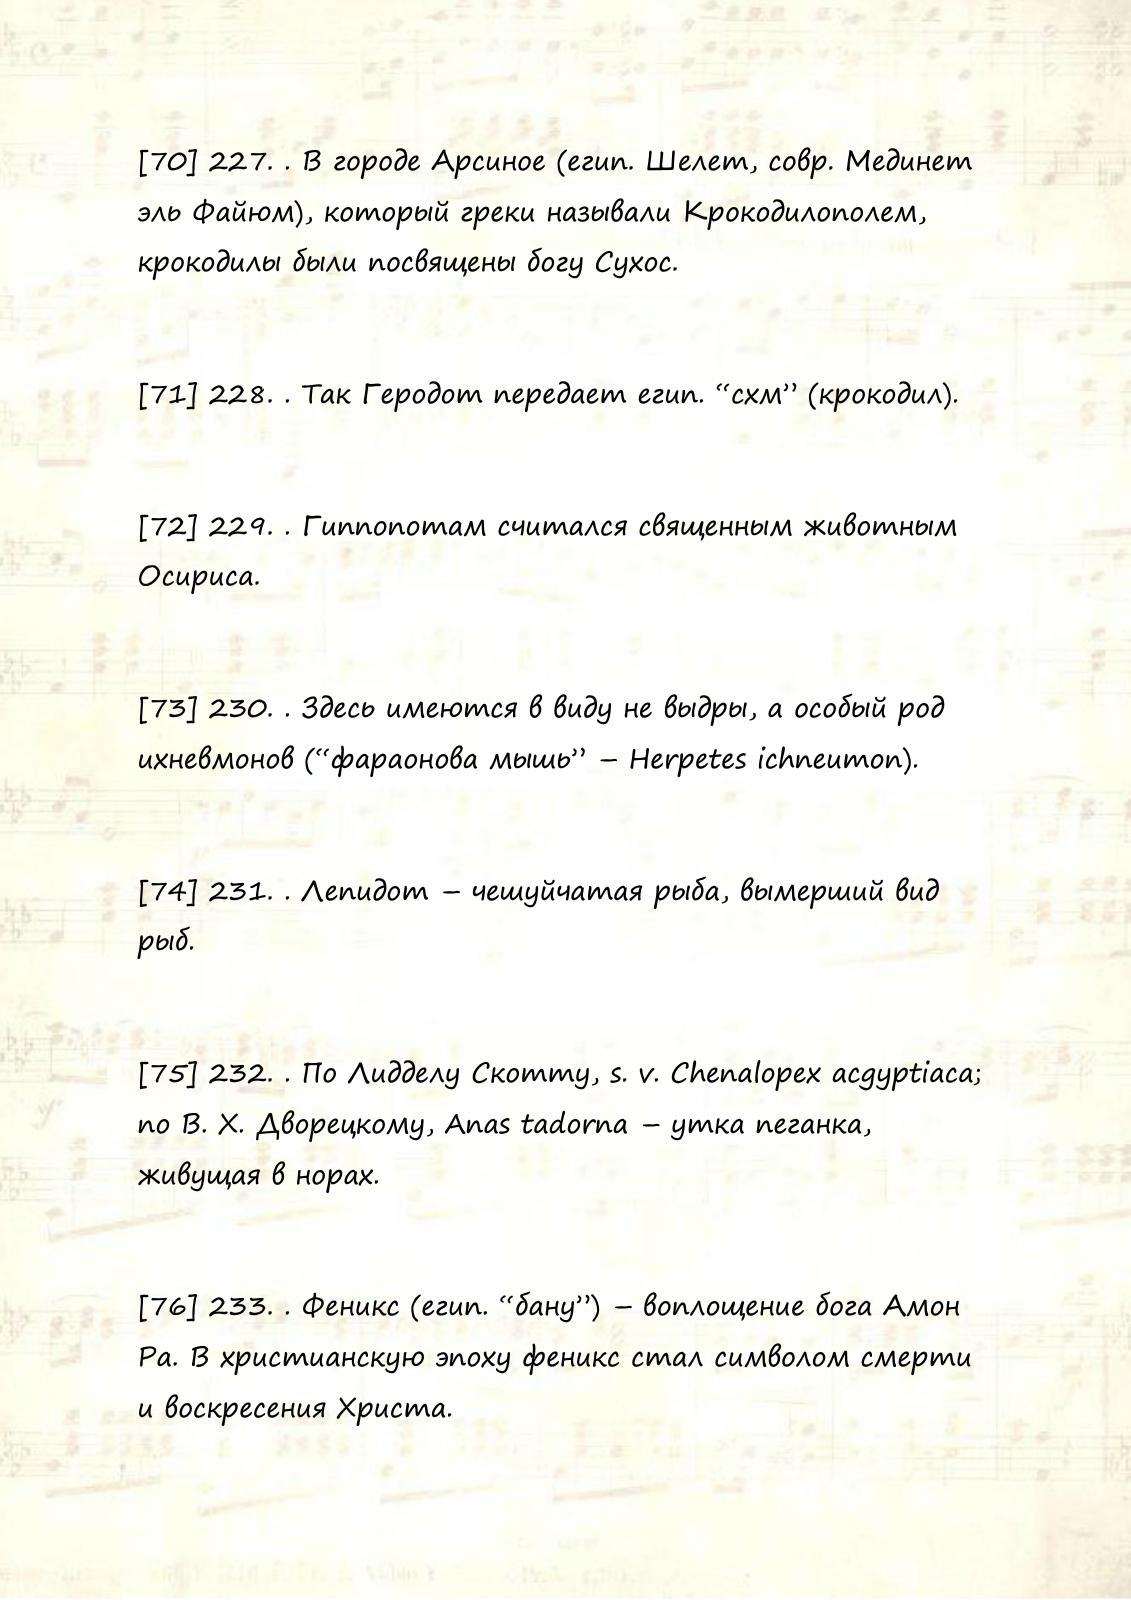 [70] 227. . В городе Арсиное (егип. Шелет, совр. Мединет
эль Файюм), который греки называли Крокодилополем,
крокодилы были посвящены богу Сухос.
[71] 228. . Так Геродот передает егип. “схм” (крокодил).
[72] 229. . Гиппопотам считался священным животным
Осириса.
[73] 230. . Здесь имеются в виду не выдры, а особый род
ихневмонов (“фараонова мышь” – Herpetes ichneumon).
[74] 231. . Лепидот – чешуйчатая рыба, вымерший вид
рыб.
[75] 232. . По Лидделу Скотту, s. v. Chenalopex acgyptiaca;
по В. Х. Дворецкому, Anas tadorna – утка пеганка,
живущая в норах.
[76] 233. . Феникс (егип. “бану”) – воплощение бога Амон
Ра. В христианскую эпоху феникс стал символом смерти
и воскресения Христа.